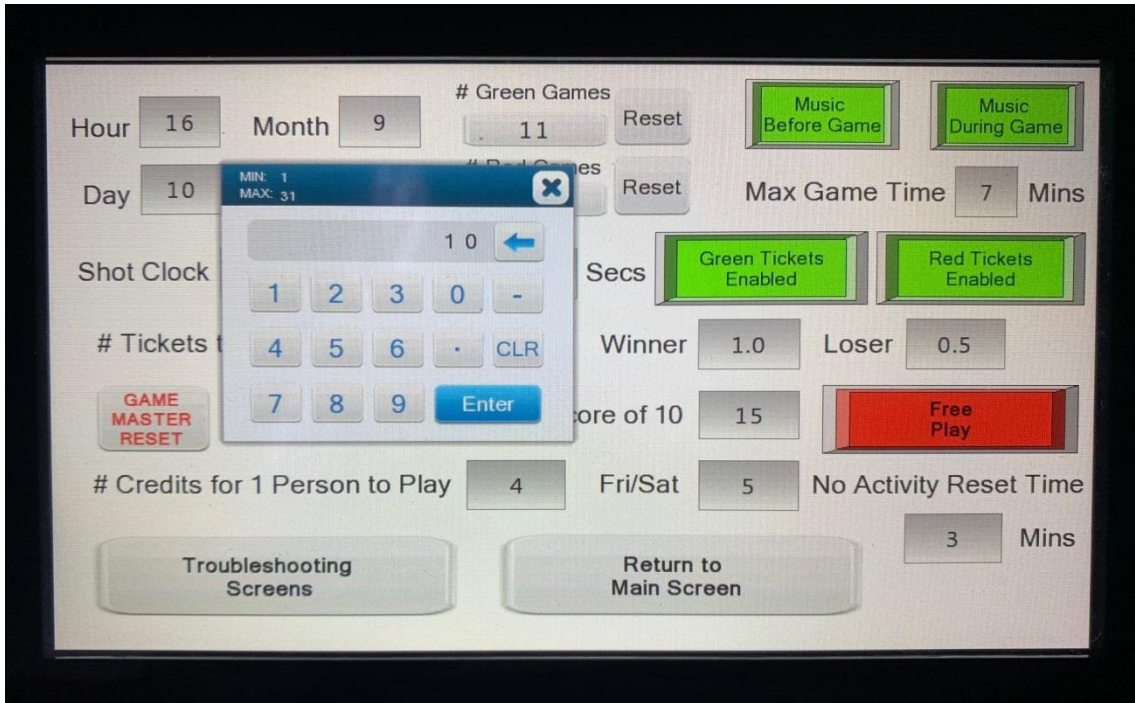 # Green Games
Hour 16 Month 9 11 Reset
Music
Before Game
Music
During Game
MIN: 1
MAX: 31
Day 10 Reset
Max Game Time 7 Mins
10
1 2 3 0 -
4 5 6 . CLR
7 8 9 Enter
Shot Clock Secs
Green Tickets
Enabled
Red Tickets
Enabled
# Tickets Winner 1.0 Loser 0.5
GAME
MASTER
RESET
of 10 15
Free
Play
# Credits for 1 Person to Play 4 Fri/Sat 5 No Activity Reset Time
3 Mins
Troubleshooting
Screens
Return to
Main Screen